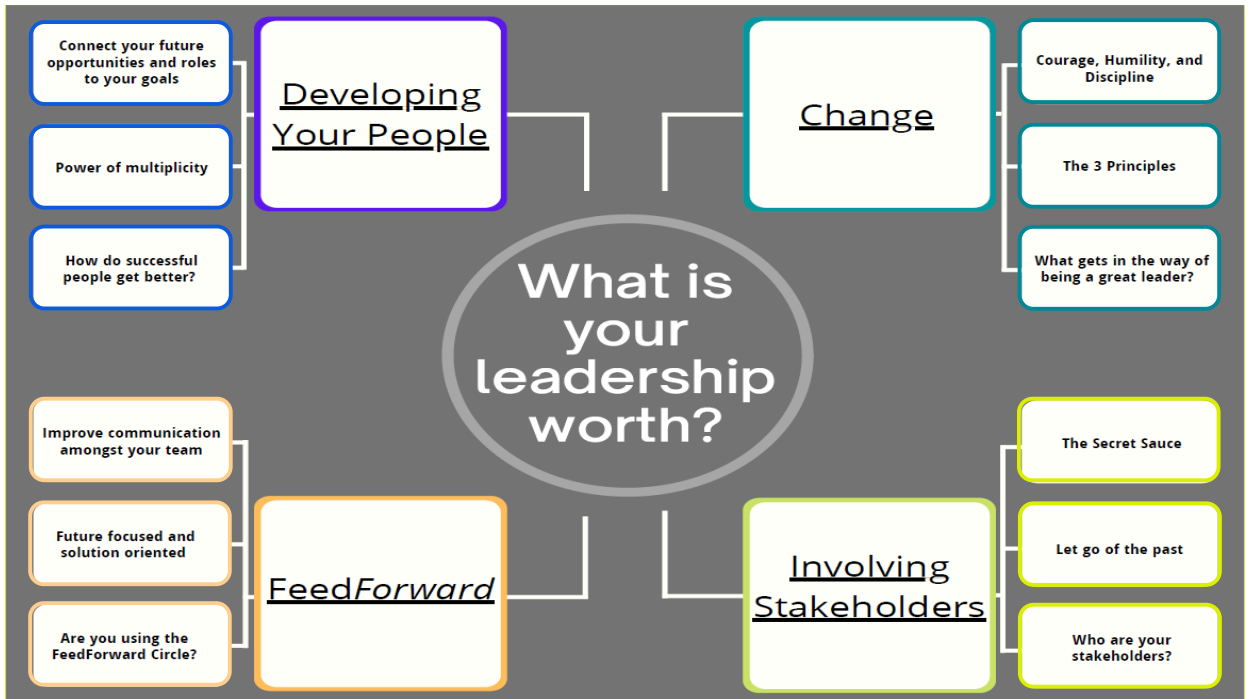 Connect your future
opportunities and roles
to your goals
Power of multiplicity
How do successful
people get better?
Developing
Your People
Change
Courage, Humility, and
Discipline
The 3 Principles
What gets in the way of
being a great leader?
What is
your
leadership
worth?
Improve communication
amongst your team
Future focused and
solution oriented
Are you using the
FeedForward Circle?
FeedForward
Involving
Stakeholders
The Secret Sauce
Let go of the past
Who are your
stakeholders?